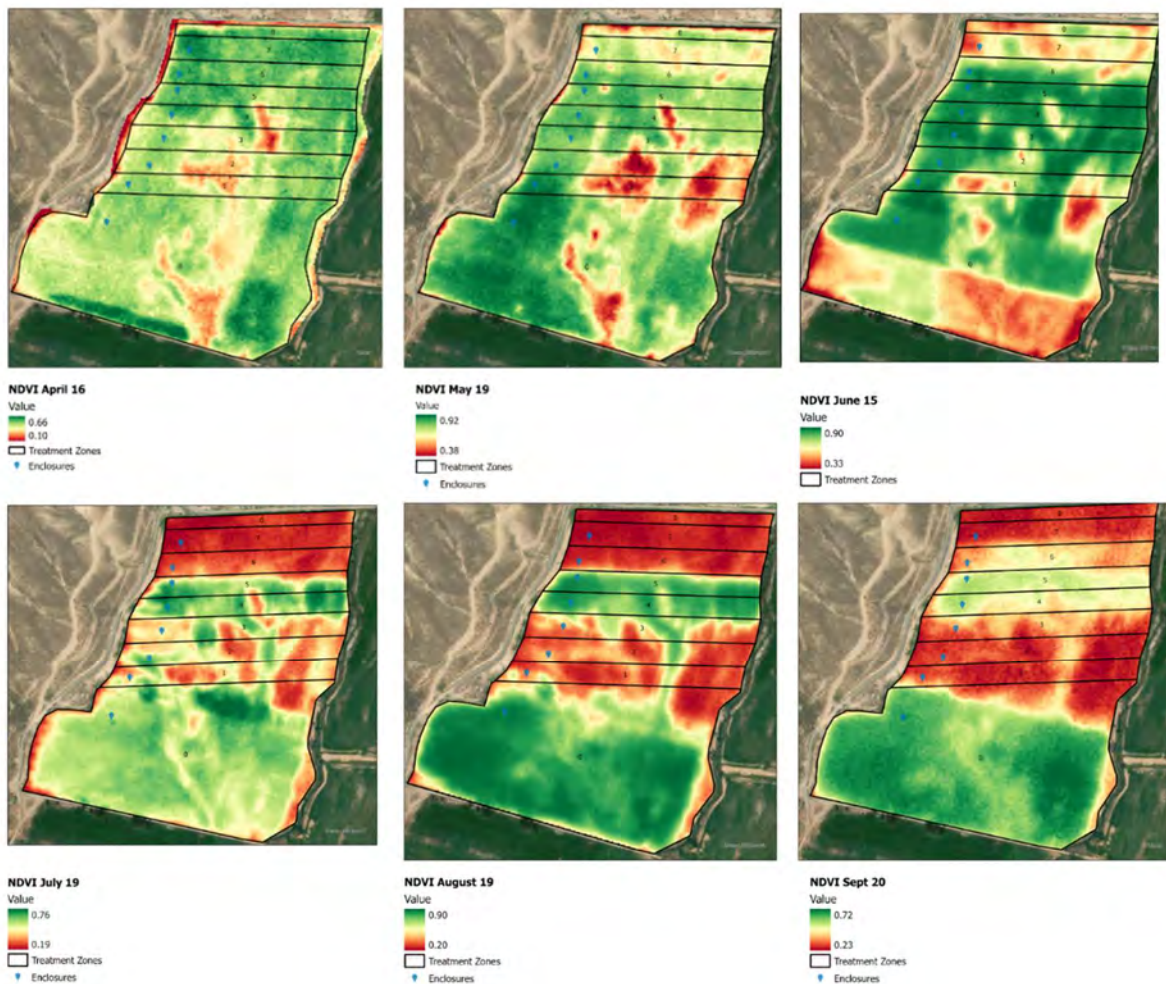 NDVI April 16
Value
0.66
0.10
Treatment Zones
Enclosures
NDVI May 19
Value
0.92
0.38
Treatment Zones
Enclosures
NDVI June 15
Value
0.90
0.33
Treatment Zones
NDVI July 19
Value
0.76
0.19
Treatment Zones
Enclosures
NDVI August 19
Value
0.90
0.20
Treatment Zones
Enclosures
NDVI Sept 20
Value
0.72
0.23
Treatment Zones
Enclosures